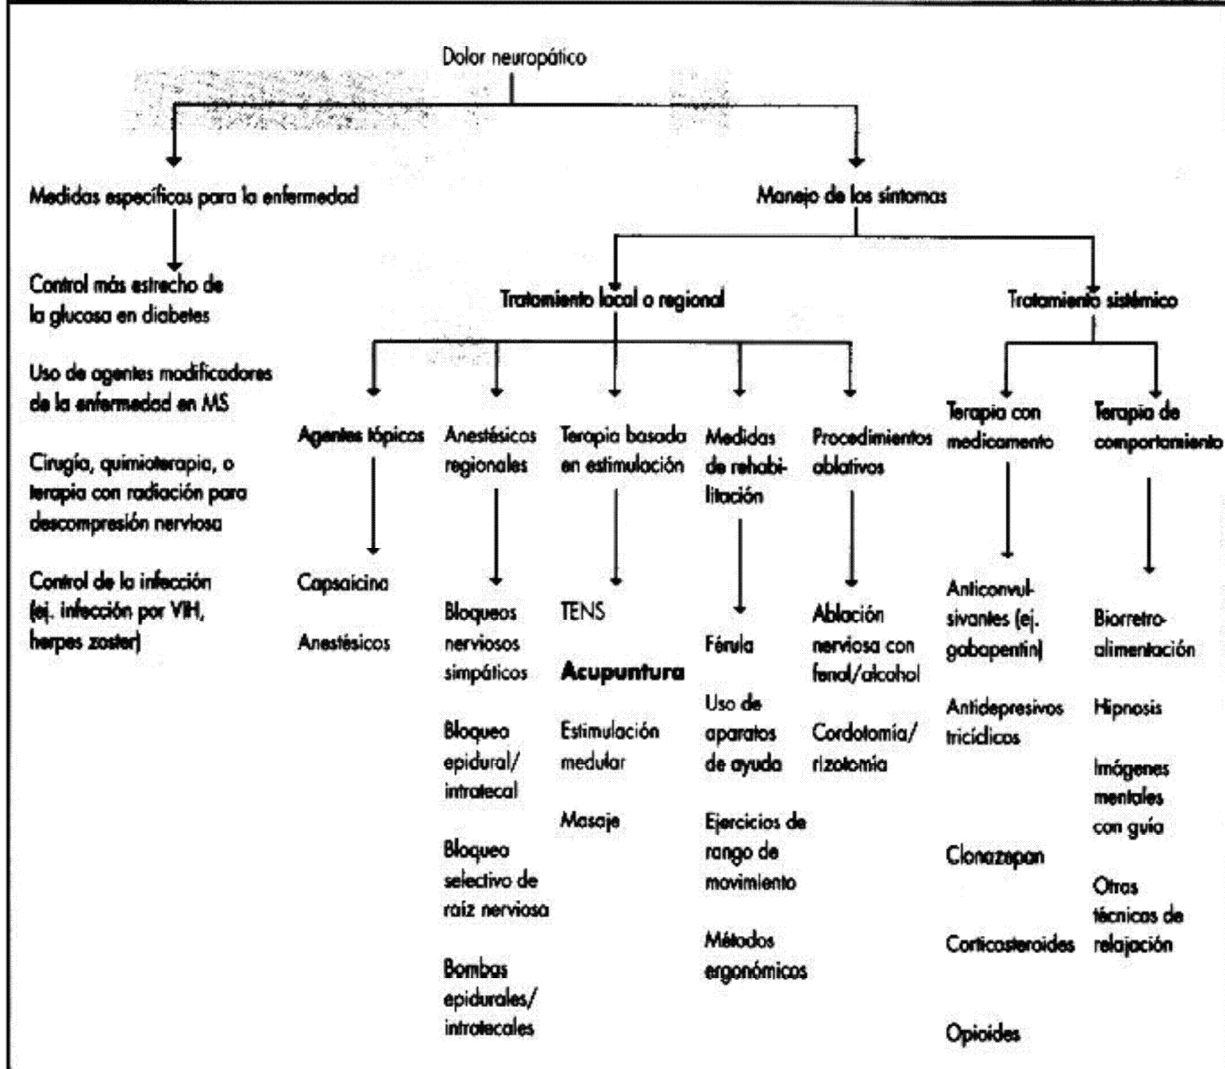 Dolor neuropático
Medidas específicas para la enfermedad
Manejo de los síntomas
Control más estrecho de
la glucosa en diabetes
Uso de agentes modificadores
de la enfermedad en MS
Cirugía, quimioterapia, o
terapia con radiación para
descompresión nerviosa
Control de la infección
(ej. infección por VIH,
herpes zoster)
Tratamiento local o regional
Tratamiento sistémico
Agentes tópicos
Capsaicina
Anestésicos
Anestésicos
regionales
Bloqueos
nerviosos
simpáticos
Bloqueo
epidural/
intratecal
Bloqueo
selectivo de
raíz nerviosa
Bombas
epidurales/
intratecales
Terapia basada
en estimulación
TENS
Acupuntura
Estimulación
medular
Masaje
Medidas
de rehabi-
litación
Férula
Uso de
aparatos
de ayuda
Ejercicios de
rango de
movimiento
Métodos
ergonómicos
Procedimientos
ablativos
Ablación
nerviosa con
fenol/alcohol
Cordotomía/
rizotomía
Terapia con
medicamento
Anticonvul-
sivantes (ej.
gabapentin)
Antidepresivos
tricíclicos
Clonazepan
Corticosteroides
Opioides
Terapia de
comportamiento
Biorretro-
alimentación
Hipnosis
Imágenes
mentales
con guía
Otras
técnicas de
relajación